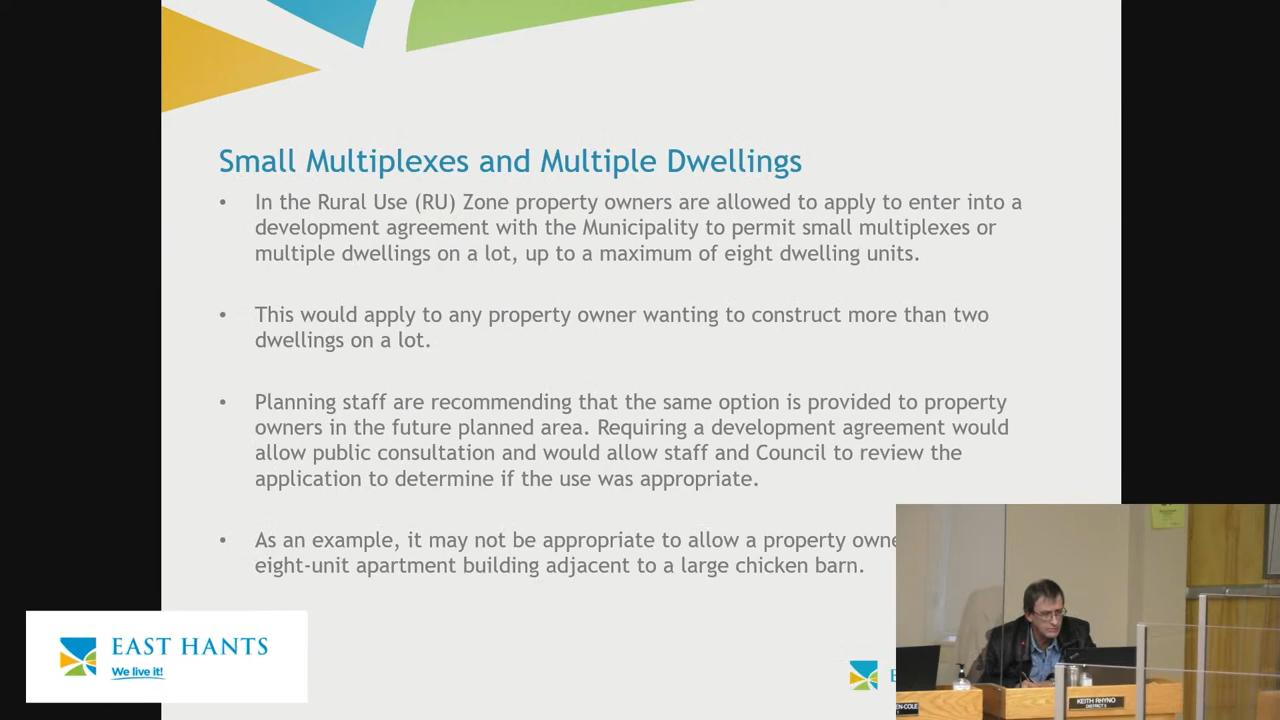 Small Multiplexes and Multiple Dwellings
• In the Rural Use (RU) Zone property owners are allowed to apply to enter into a
development agreement with the Municipality to permit small multiplexes or
multiple dwellings on a lot, up to a maximum of eight dwelling units.
• This would apply to any property owner wanting to construct more than two
dwellings on a lot.
• Planning staff are recommending that the same option is provided to property
owners in the future planned area. Requiring a development agreement would
allow public consultation and would allow staff and Council to review the
application to determine if the use was appropriate.
• As an example, it may not be appropriate to allow a property owne
eight-unit apartment building adjacent to a large chicken barn.
EAST HANTS
We live it!
E
EN-COLE
KEITH RHYNO